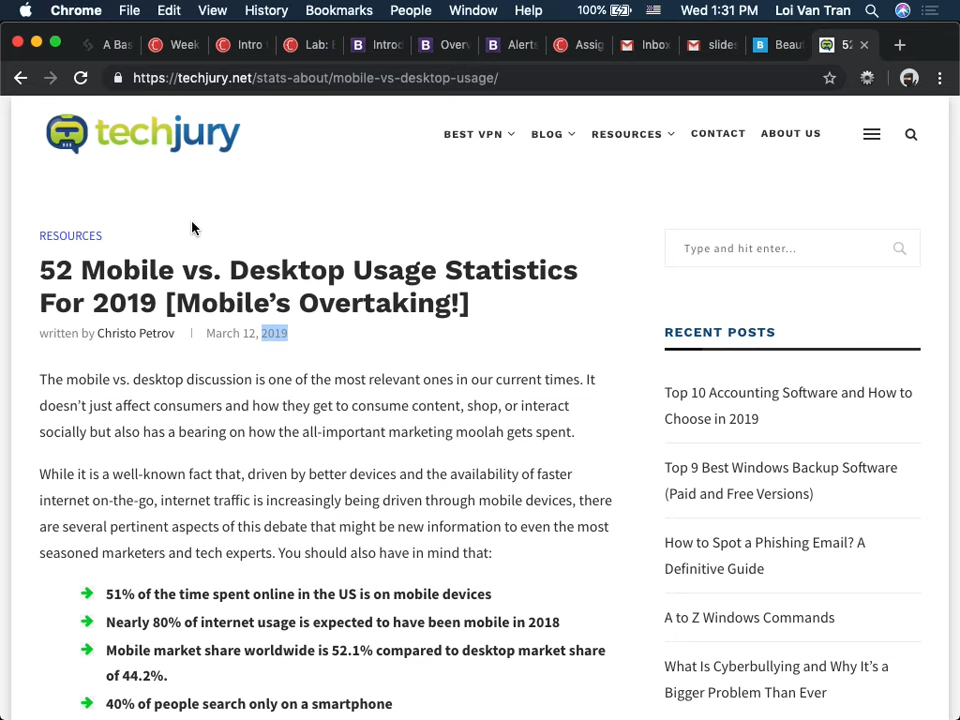 Chrome File Edit View History Bookmarks People Window Help 100% Wed 1:31 PM Loi Van Tran
A Bas Week Intro Lab: Introd Overv Alerts Assig Inbox slides Beau 52
https://techjury.net/stats-about/mobile-vs-desktop-usage/
techjury
BEST VPN BLOG RESOURCES CONTACT ABOUT US
RESOURCES
52 Mobile vs. Desktop Usage Statistics
For 2019 [Mobile's Overtaking!]
written by Christo Petrov | March 12, 2019
The mobile vs. desktop discussion is one of the most relevant ones in our current times. It
doesn't just affect consumers and how they get to consume content, shop, or interact
socially but also has a bearing on how the all-important marketing moolah gets spent.
While it is a well-known fact that, driven by better devices and the availability of faster
internet on-the-go, internet traffic is increasingly being driven through mobile devices, there
are several pertinent aspects of this debate that might be new information to even the most
seasoned marketers and tech experts. You should also have in mind that:
51% of the time spent online in the US is on mobile devices
Nearly 80% of internet usage is expected to have been mobile in 2018
Mobile market share worldwide is 52.1% compared to desktop market share
of 44.2%.
40% of people search only on a smartphone
Type and hit enter...
RECENT POSTS
Top 10 Accounting Software and How to
Choose in 2019
Top 9 Best Windows Backup Software
(Paid and Free Versions)
How to Spot a Phishing Email? A
Definitive Guide
A to Z Windows Commands
What Is Cyberbullying and Why It's a
Bigger Problem Than Ever